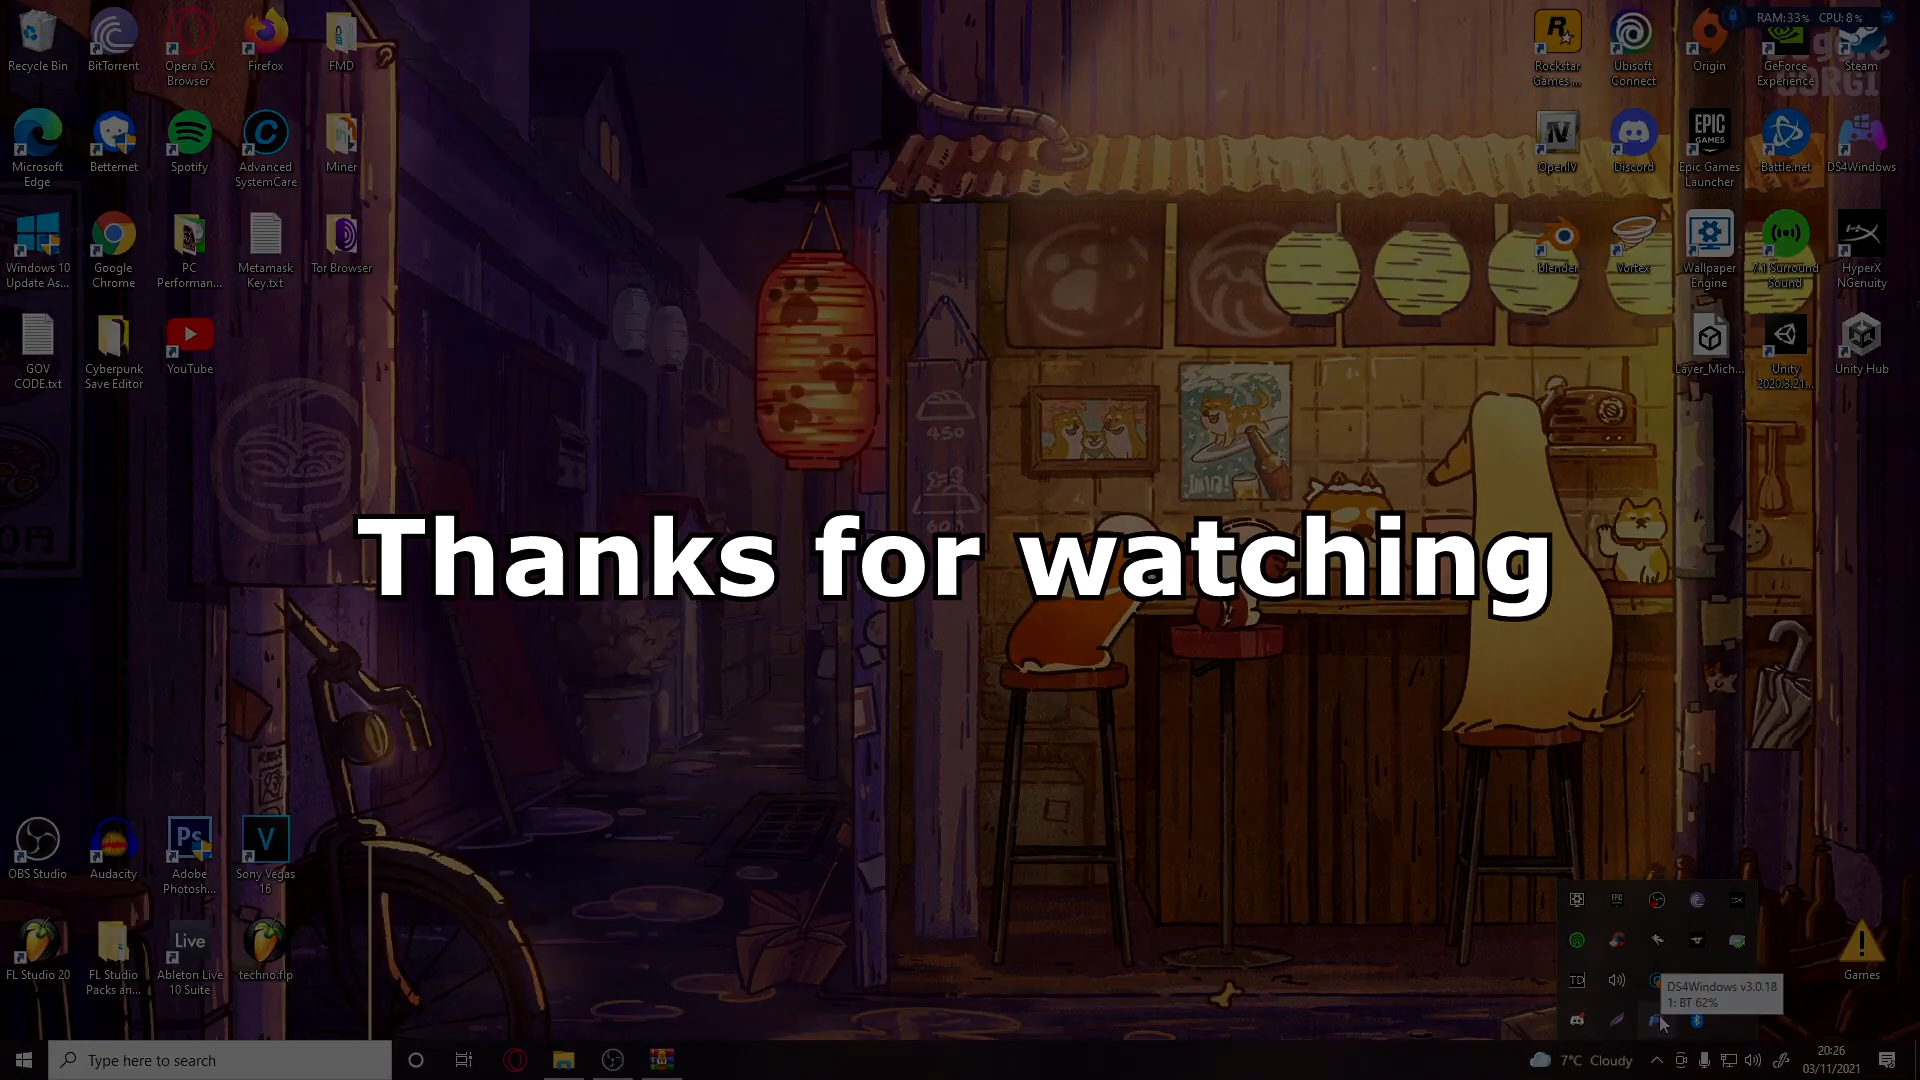 Recycle Bin
BitTorrent
Opera GX
Browser
Firefox
FMD
Microsoft
Edge
Betternet
Spotify
Advanced
SystemCare
Miner
Windows 10
Update As...
Google
Chrome
PC
Performan...
Metamask
Key.txt
Tor Browser
GOV
CODE.txt
Cyberpunk
Save Editor
YouTube
RAM:33% CPU: 8%
Rockstar
Games ...
Ubisoft
Connect
Origin
GeForce
Experience
Steam
OpenIV
Discord
EPIC
GAMES
Epic Games
Launcher
Battle.net
DS4Windows
blender
Vortex
Wallpaper
Engine
7.1 Surround
Sound
HyperX
NGenuity
Layer_Mich...
Unity
2020.3.21...
Unity Hub
450
Thanks for watching
OBS Studio
Audacity
Ps
Adobe
Photosh...
V
Sony Vegas
16
FL Studio 20
FL Studio
Packs an...
Live
Ableton Live
10 Suite
techno.flp
Games
TD
DS4Windows v3.0.18
1: BT 62%
Type here to search
7°C Cloudy
20:26
03/11/2021